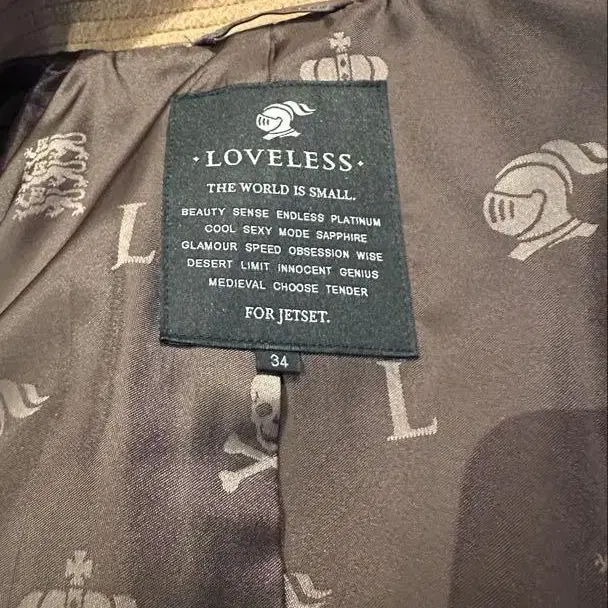 · LOVELESS ·
THE WORLD IS SMALL.
BEAUTY SENSE ENDLESS PLATINUM
COOL SEXY MODE SAPPHIRE
GLAMOUR SPEED OBSESSION WISE
DESERT LIMIT INNOCENT GENIUS
MEDIEVAL CHOOSE TENDER
FOR JETSET.
34
L
L